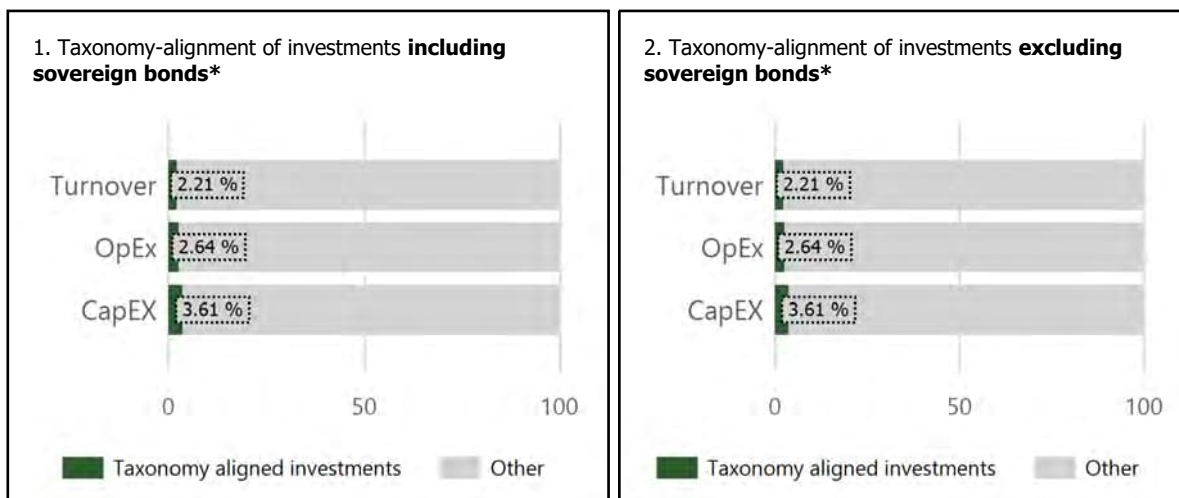 1. Taxonomy-alignment of investments including
sovereign bonds*
Turnover
2.21 %
OpEx
2.64 %
CapEX
3.61 %
0
50
100
Taxonomy aligned investments
Other
2. Taxonomy-alignment of investments excluding
sovereign bonds*
Turnover
2.21 %
OpEx
2.64 %
CapEX
3.61 %
0
50
100
Taxonomy aligned investments
Other